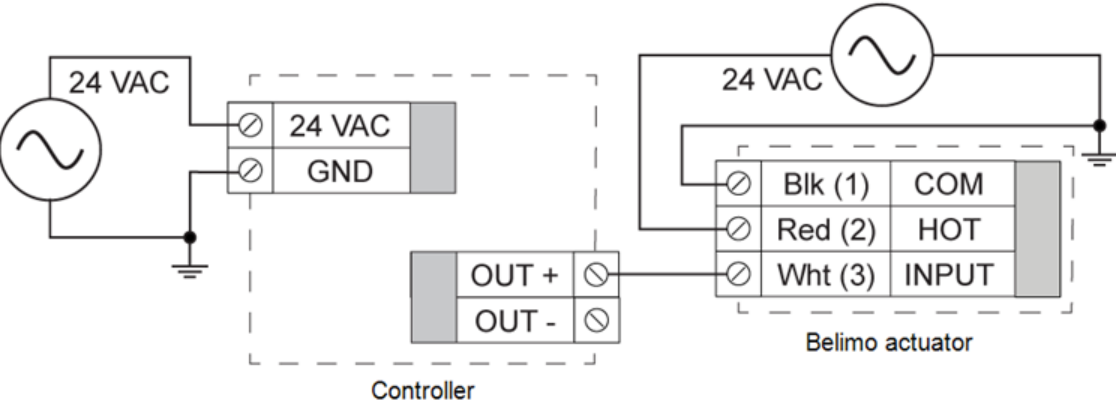 24 VAC
24 VAC
GND
OUT +
OUT -
Controller
24 VAC
Blk (1) COM
Red (2) HOT
Wht (3) INPUT
Belimo actuator